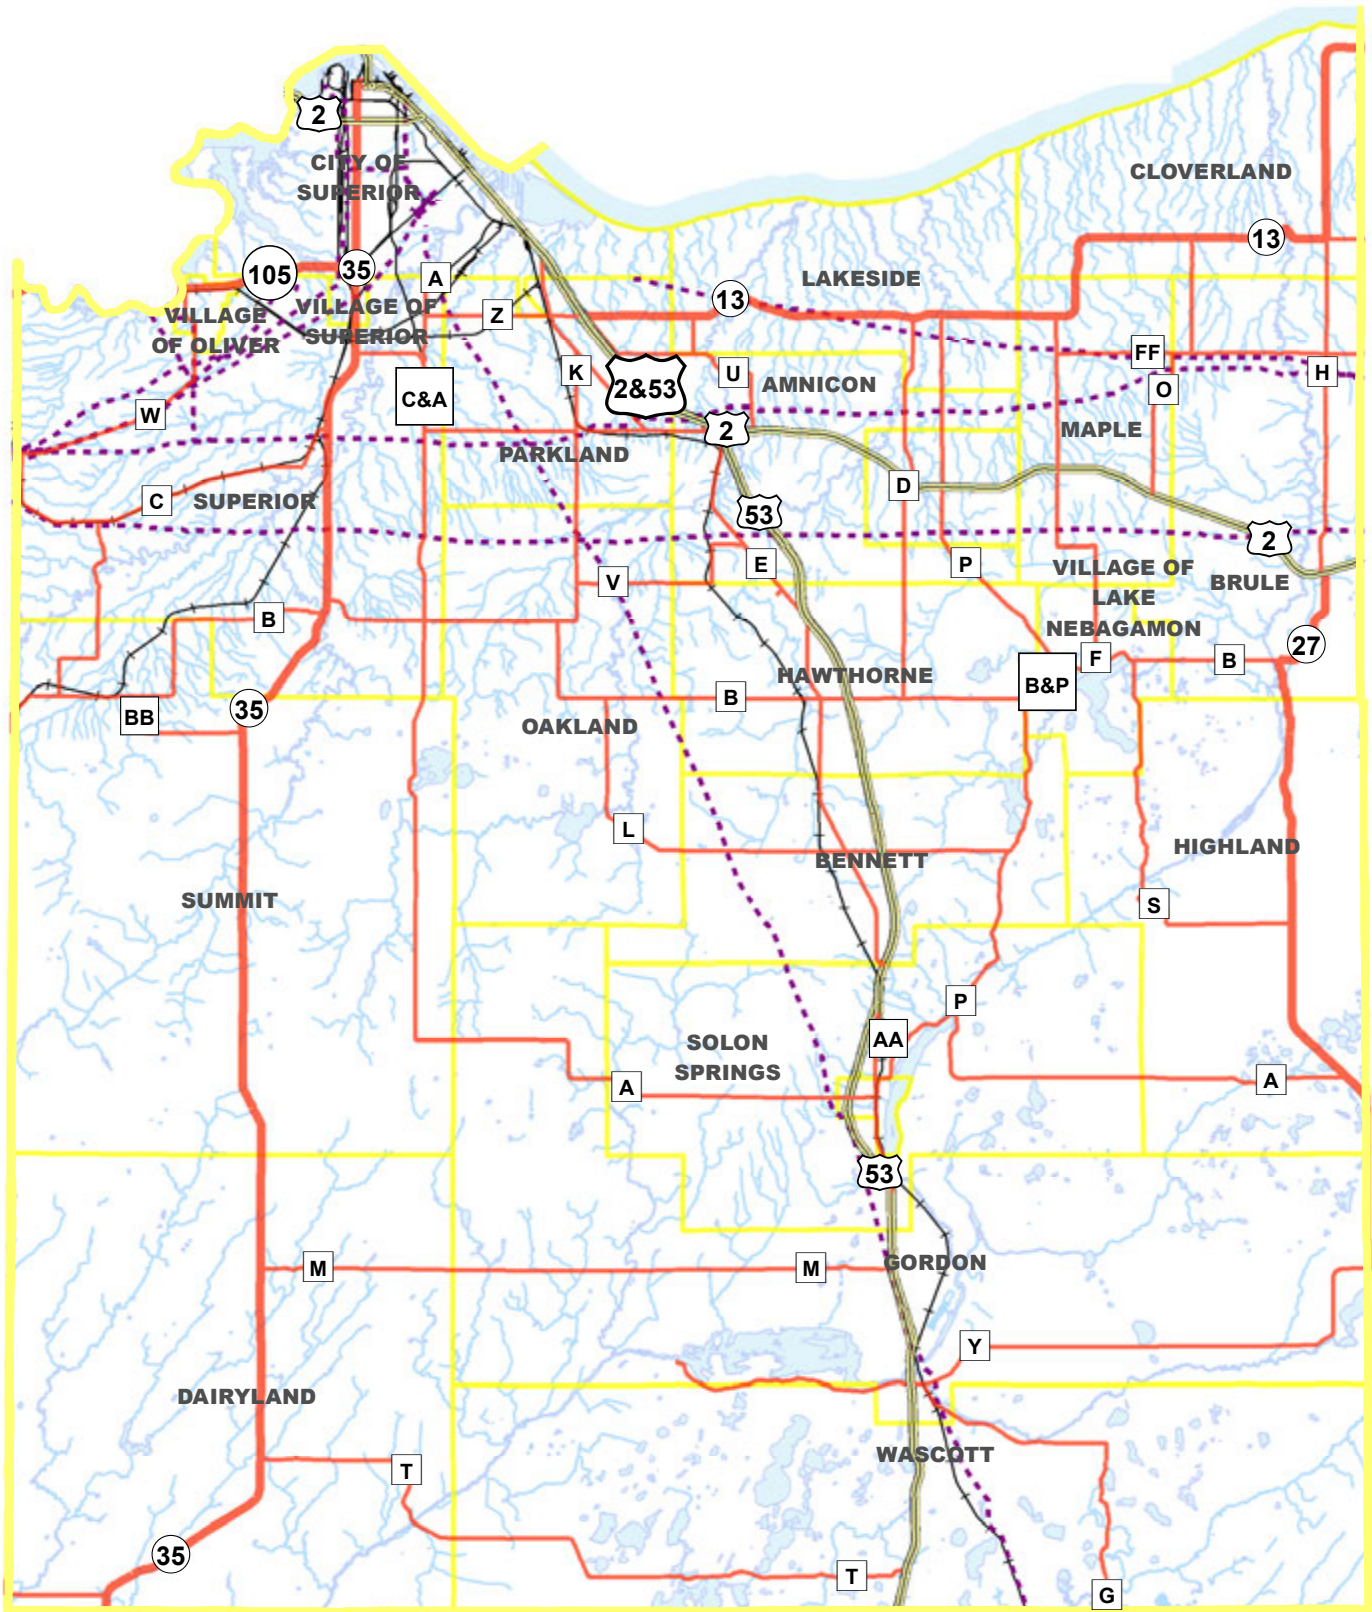 2
CITY OF
SUPERIOR
CLOVERLAND
13
105
35
A
LAKESIDE
13
VILLAGE
OF OLIVER
VILLAGE OF
SUPERIOR
Z
FF
H
K
2&53
U
AMNICON
O
C&A
W
2
MAPLE
PARKLAND
D
C
SUPERIOR
53
2
E
P
VILLAGE OF
LAKE
NEBAGAMON
BRULE
V
B
27
F
B
HAWTHORNE
B&P
B
BB
35
OAKLAND
L
BENNETT
HIGHLAND
SUMMIT
S
P
AA
SOLON
SPRINGS
A
A
53
M
M
GORDON
Y
DAIRYLAND
WASCOTT
T
35
T
G